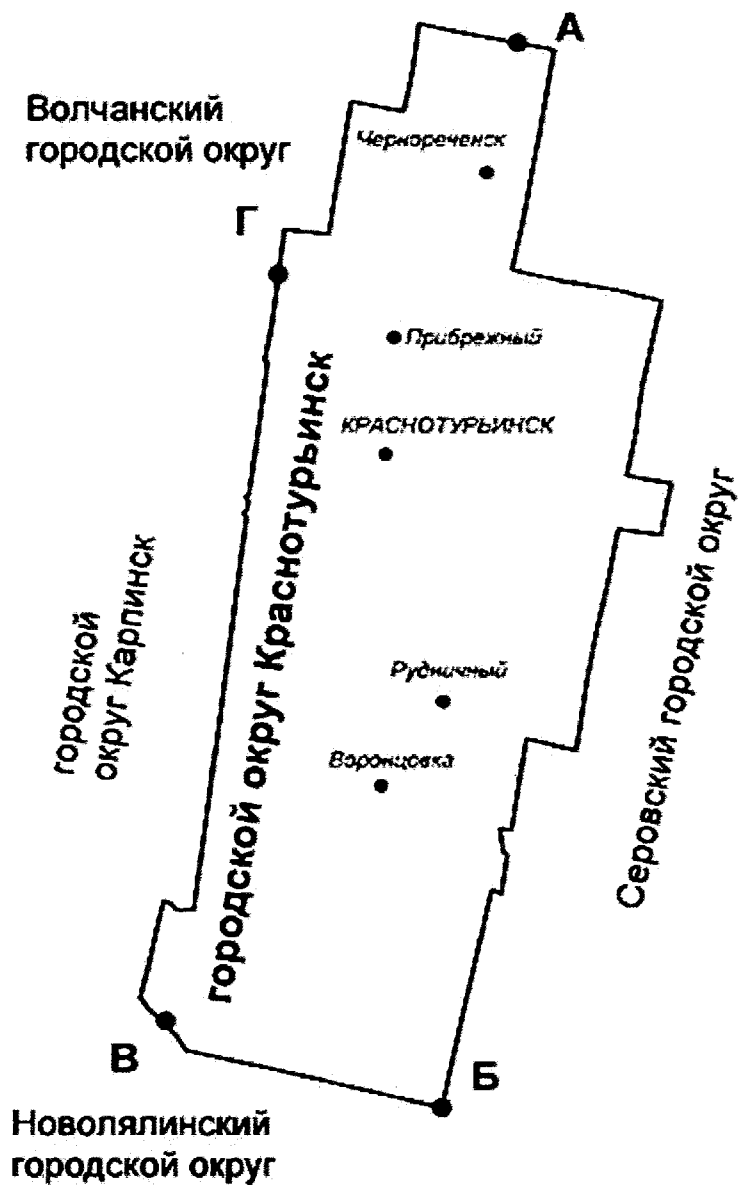 А
Волчанский
городской округ
Чернореченск
Г
Прибрежный
КРАСНОТУРЬИНСК
городской округ Краснотурьинск
городской
округ Карпинск
Серовский городской округ
Рудничный
Воронцовка
В
Б
Новолялинский
городской округ